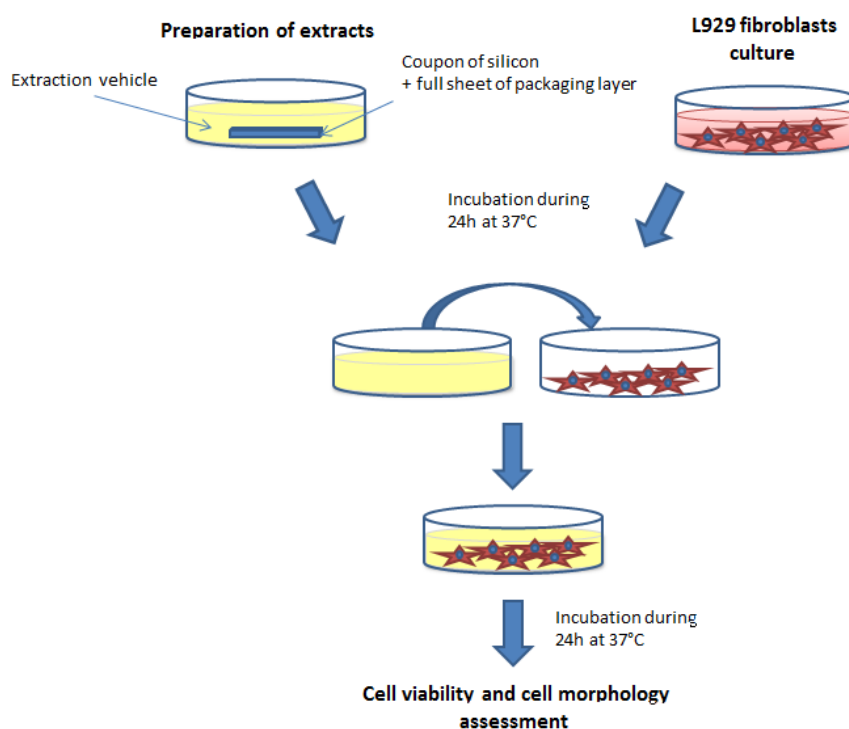 Preparation of extracts
L929 fibroblasts
culture
Extraction vehicle
Coupon of silicon
+ full sheet of packaging layer
Incubation during
24h at 37°C
Incubation during
24h at 37°C
Cell viability and cell morphology
assessment